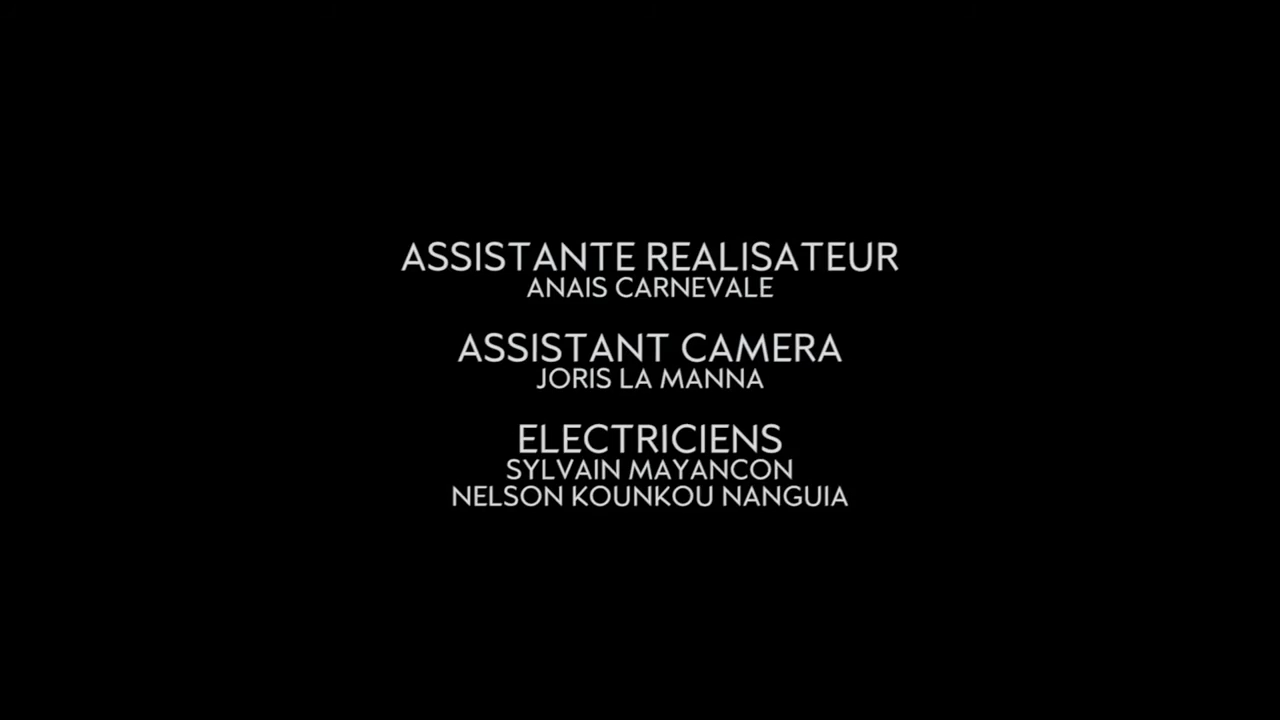 ASSISTANTE REALISATEUR
ANAIS CARNEVALE
ASSISTANT CAMERA
JORIS LA MANNA
ELECTRICIENS
SYLVAIN MAYANCON
NELSON KOUNKOU NANGUIA